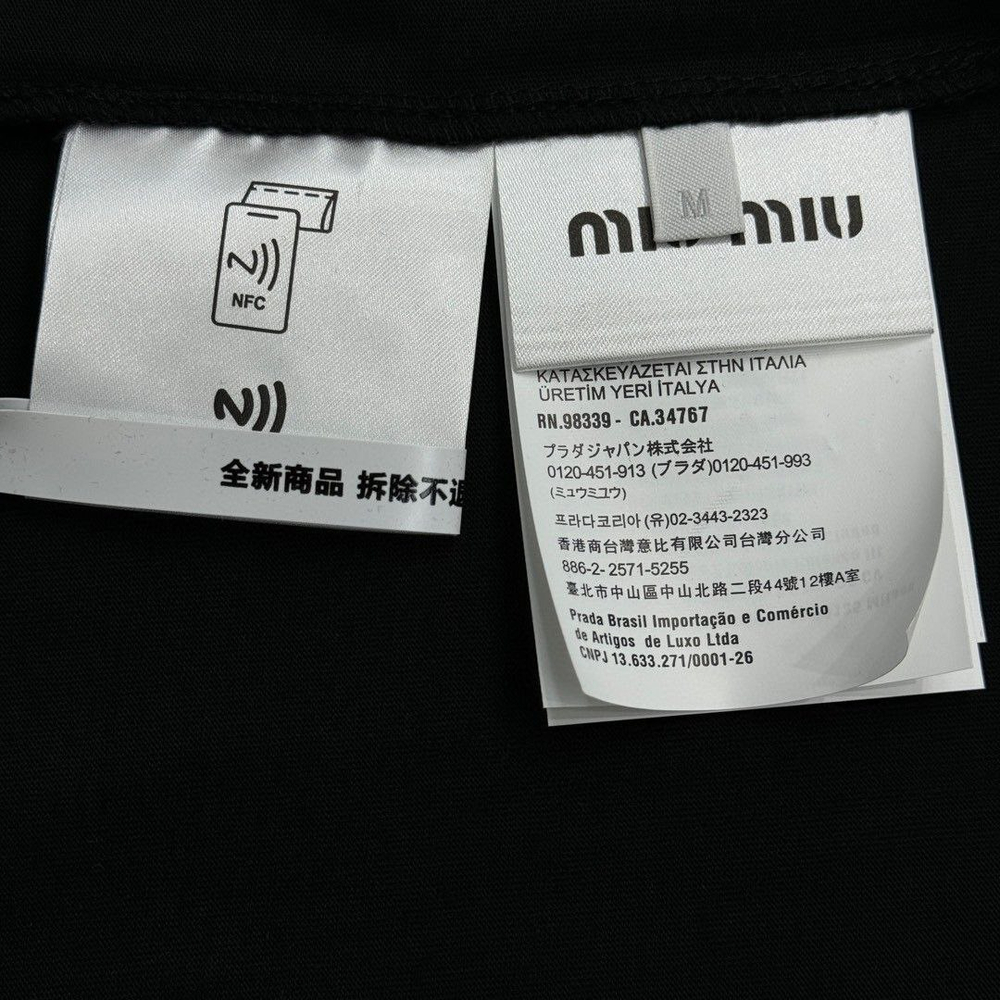 NFC
全新商品 拆除不退
M
miu miu
ΚΑΤΑΣΚΕΥΑΖΕΤΑΙ ΣΤΗΝ ΙΤΑΛΙΑ
ÜRETİM YERİ İTALYA
RN.98339 - CA.34767
プラダジャパン株式会社
0120-451-913 (プラダ)0120-451-993
(ミュウミュウ)
프라다코리아 (유)02-3443-2323
香港商台灣意比有限公司台灣分公司
886-2- 2571-5255
臺北市中山區中山北路二段44號12樓A室
Prada Brasil Importação e Comércio
de Artigos de Luxo Ltda
CNPJ 13.633.271/0001-26